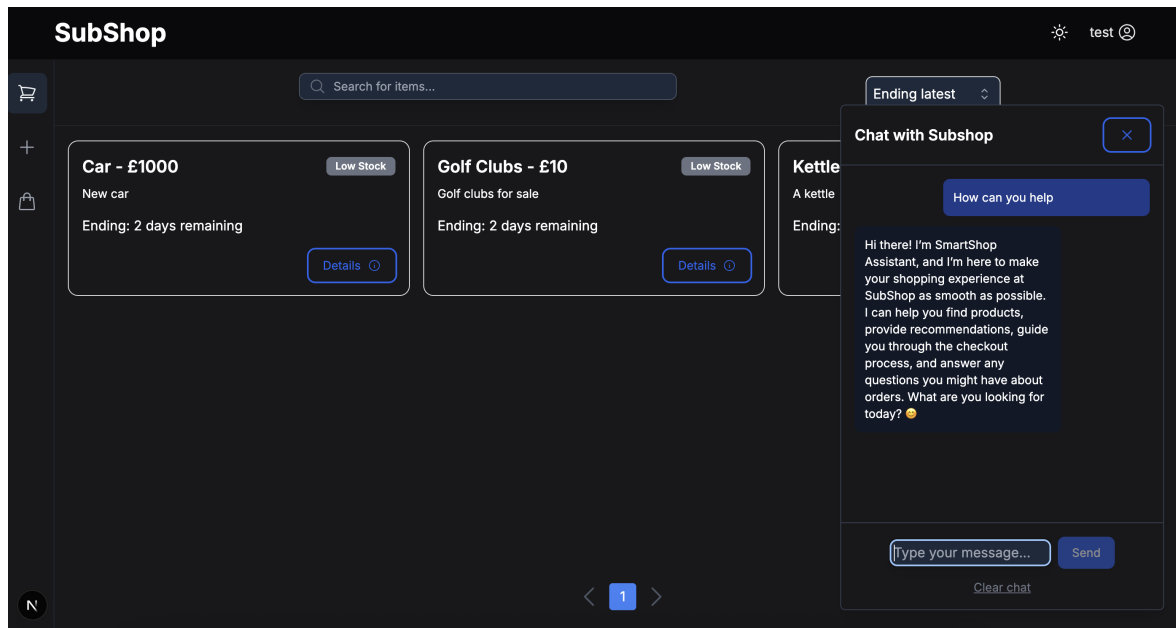 SubShop
test
Search for items...
Ending latest
Car - £1000
Low Stock
New car
Ending: 2 days remaining
Details
Golf Clubs - £10
Low Stock
Golf clubs for sale
Ending: 2 days remaining
Details
Kettle
A kettle
Ending:
Chat with Subshop
How can you help
Hi there! I'm SmartShop
Assistant, and I'm here to make
your shopping experience at
SubShop as smooth as possible.
I can help you find products,
provide recommendations, guide
you through the checkout
process, and answer any
questions you might have about
orders. What are you looking for
today? 😊
Type your message...
Send
Clear chat
1
N